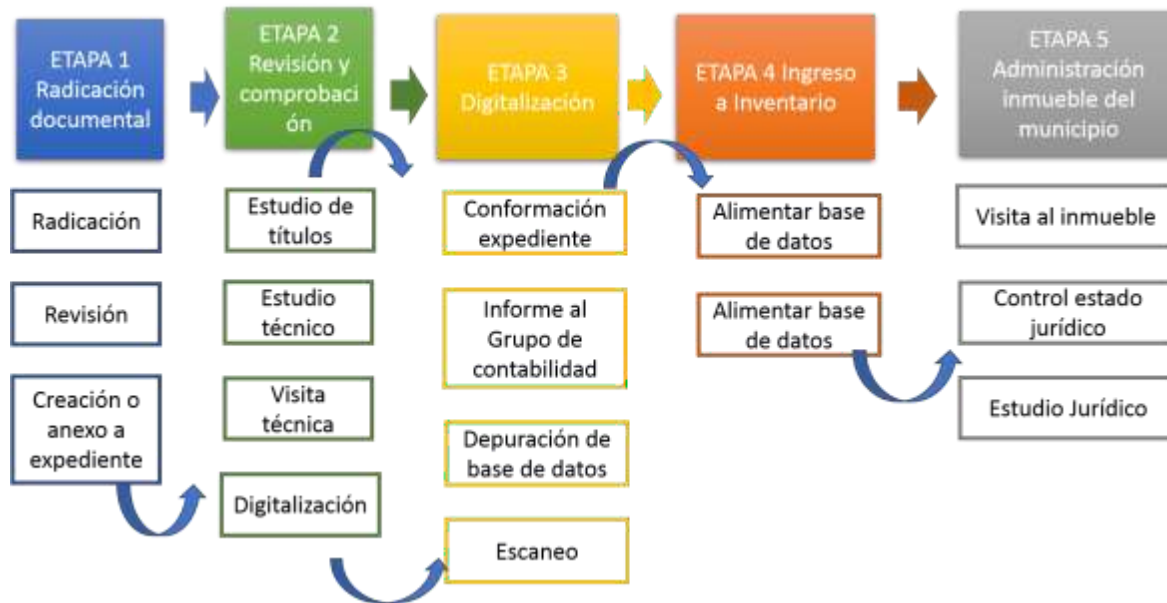 ETAPA 1
Radicación
documental
ETAPA 2
Revisión y
comprobaci
ón
ETAPA 3
Digitalización
ETAPA 4 Ingreso
a Inventario
ETAPA 5
Administración
inmueble del
municipio
Radicación
Revisión
Creación o
anexo a
expediente
Estudio de
títulos
Estudio
técnico
Visita
técnica
Digitalización
Conformación
expediente
Informe al
Grupo de
contabilidad
Depuración de
base de datos
Escaneo
Alimentar base
de datos
Alimentar base
de datos
Visita al inmueble
Control estado
jurídico
Estudio Jurídico